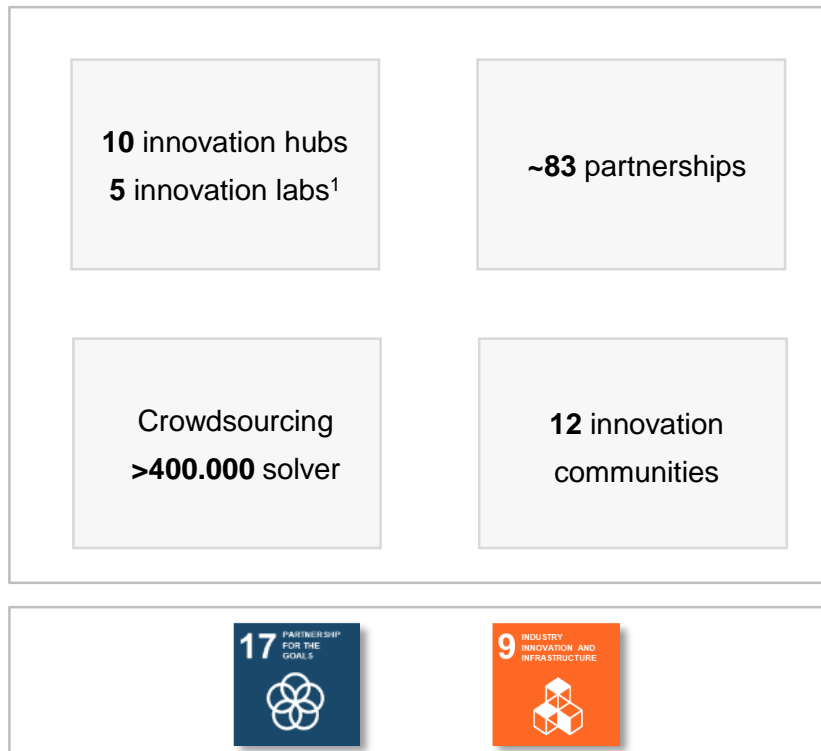 10 innovation hubs
5 innovation labs¹
~83 partnerships
Crowdsourcing
>400.000 solver
12 innovation
communities
17 PARTNERSHIP
FOR THE
GOALS
9 INDUSTRY
INNOVATION AND
INFRASTRUCTURE